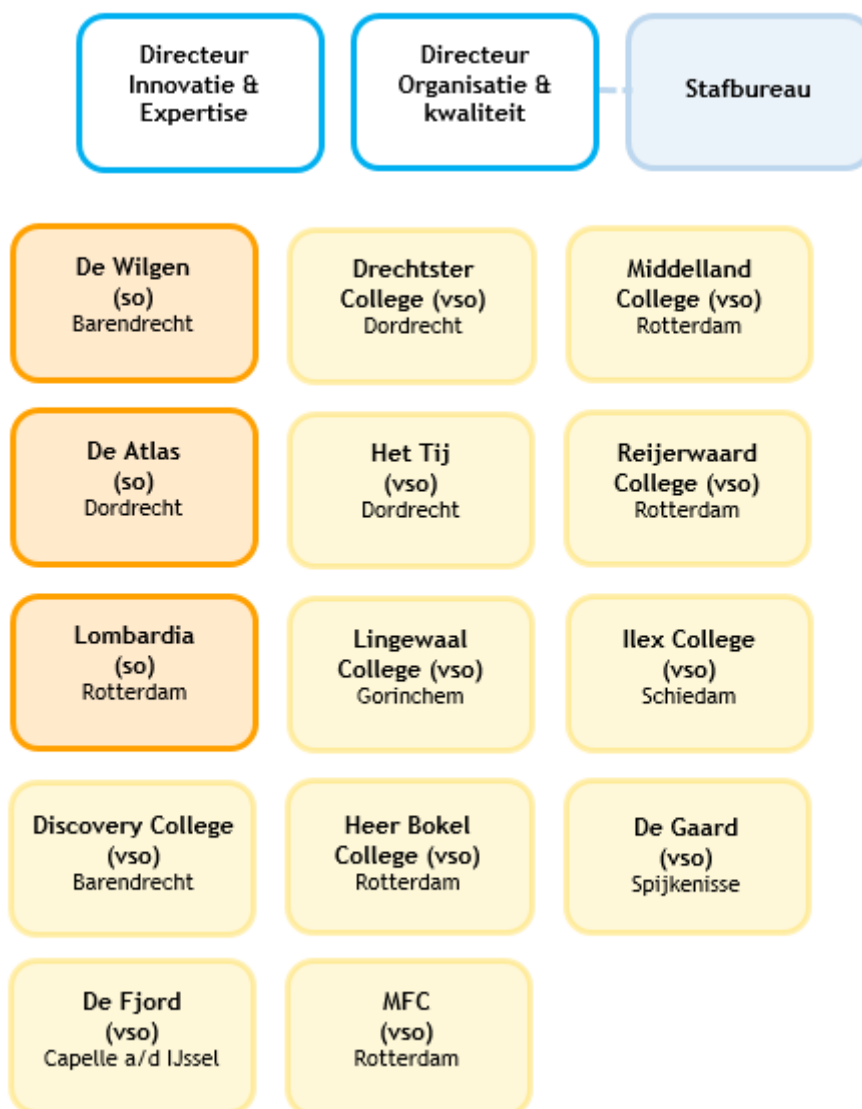 Directeur
Innovatie &
Expertise
Directeur
Organisatie &
kwaliteit
Stafbureau
De Wilgen
(so)
Barendrecht
Drechtster
College (vso)
Dordrecht
Middelland
College (vso)
Rotterdam
De Atlas
(so)
Dordrecht
Het Tij
(vso)
Dordrecht
Reijerwaard
College (vso)
Rotterdam
Lombardia
(so)
Rotterdam
Lingewaal
College (vso)
Gorinchem
Ilex College
(vso)
Schiedam
Discovery College
(vso)
Barendrecht
Heer Bokel
College (vso)
Rotterdam
De Gaard
(vso)
Spijkenisse
De Fjord
(vso)
Capelle a/d IJssel
MFC
(vso)
Rotterdam